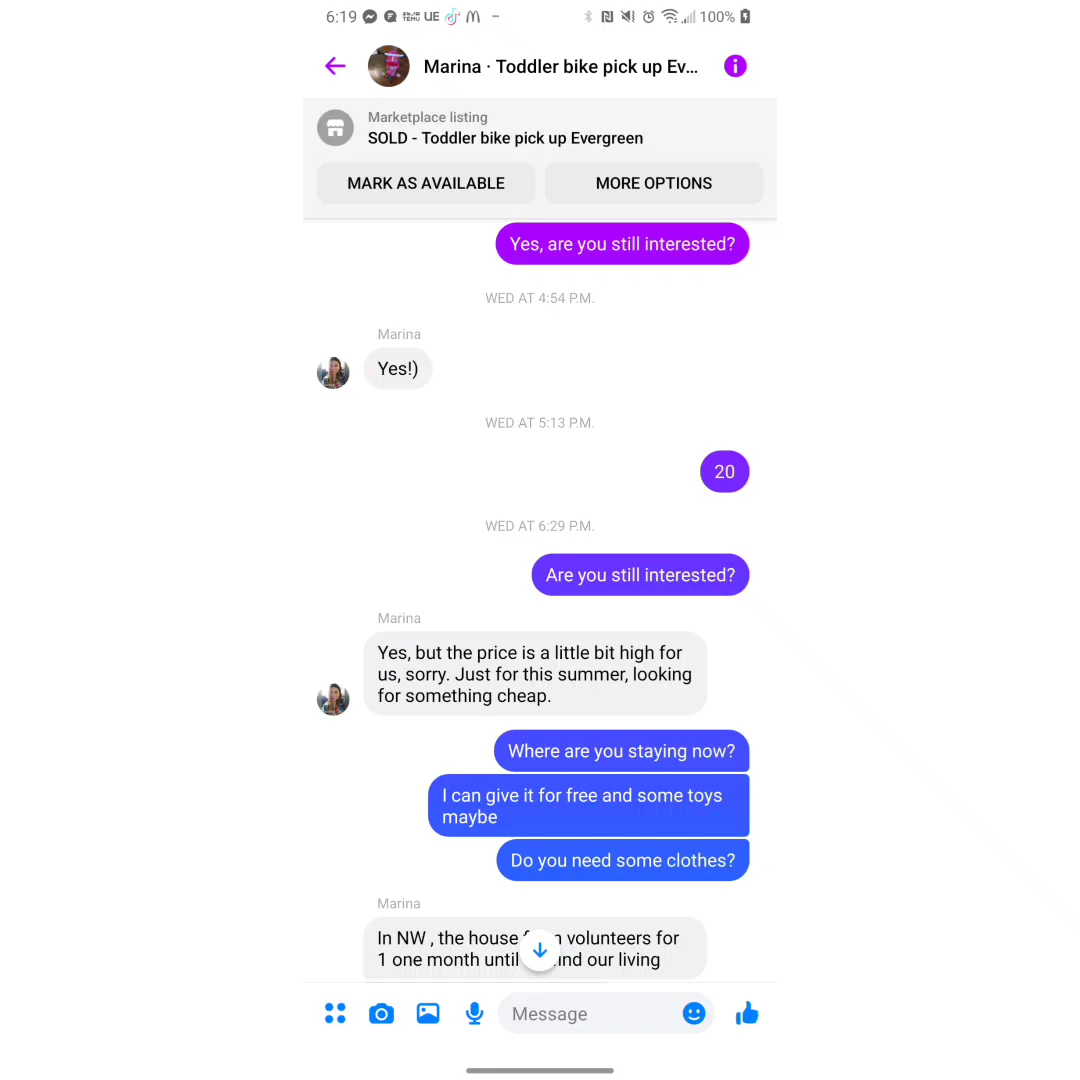 6:19 TEMU UE 100%
Marina · Toddler bike pick up Ev...
Marketplace listing
SOLD - Toddler bike pick up Evergreen
MARK AS AVAILABLE MORE OPTIONS
Yes, are you still interested?
WED AT 4:54 P.M.
Marina
Yes!)
WED AT 5:13 P.M.
20
WED AT 6:29 P.M.
Are you still interested?
Marina
Yes, but the price is a little bit high for
us, sorry. Just for this summer, looking
for something cheap.
Where are you staying now?
I can give it for free and some toys
maybe
Do you need some clothes?
Marina
In NW , the house volunteers for
1 one month until our living
Message